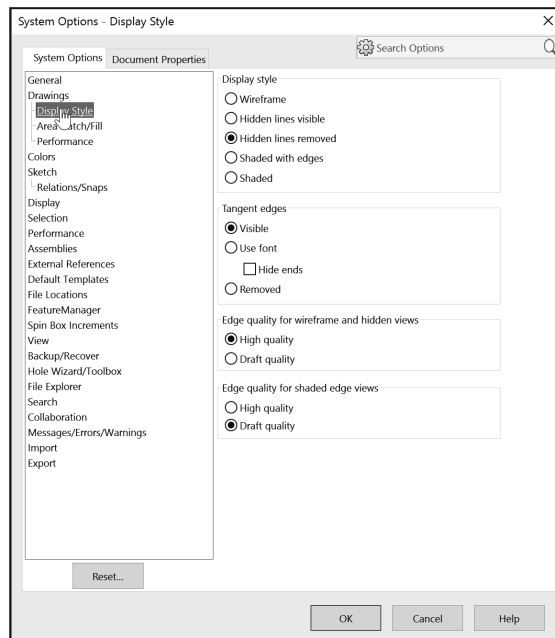 System Options - Display Style
Search Options
System Options
Document Properties
General
Drawings
Display Style
Area Hatch/Fill
Performance
Colors
Sketch
Relations/Snaps
Display
Selection
Performance
Assemblies
External References
Default Templates
File Locations
FeatureManager
Spin Box Increments
View
Backup/Recover
Hole Wizard/Toolbox
File Explorer
Search
Collaboration
Messages/Errors/Warnings
Import
Export
Reset...
Display style
Wireframe
Hidden lines visible
Hidden lines removed
Shaded with edges
Shaded
Tangent edges
Visible
Use font
Hide ends
Removed
Edge quality for wireframe and hidden views
High quality
Draft quality
Edge quality for shaded edge views
High quality
Draft quality
OK
Cancel
Help